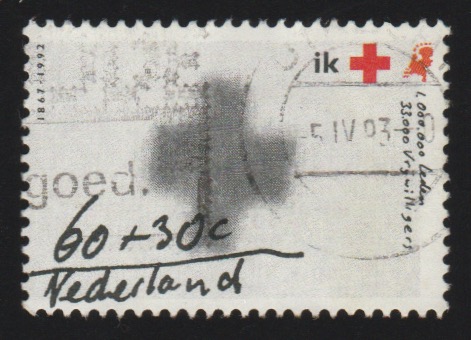 1867-1992
ik
-5 IV 93-
1.000.000 leden
33.000 vrijwilligers
goed.
60+30c
Nederland